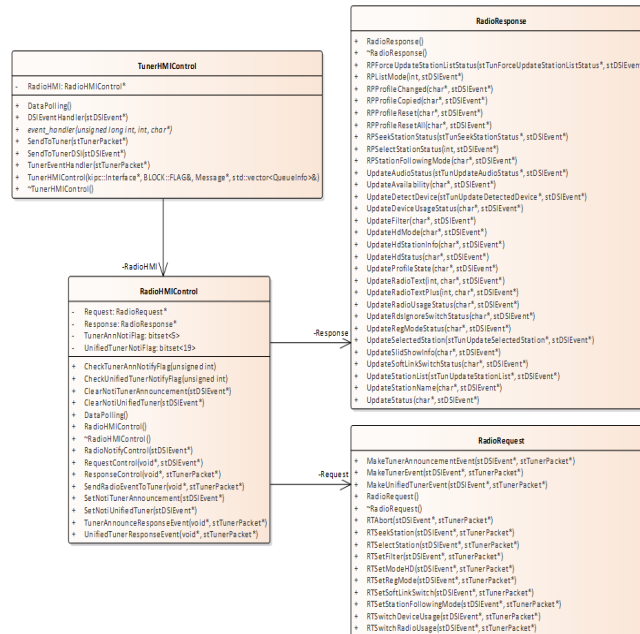 TunerHMIControl
- RadioHMI: RadioHMIControl*
+ DataPolling()
+ DSIEventHandler(stDSIEvent*)
+ event_handler(unsigned long int, int, char*)
+ SendToTuner(stTunerPacket*)
+ SendToTunerDSI(stDSIEvent*)
+ TunerEventHandler(stTunerPacket*)
+ TunerHMIControl(kipc::Interface*, BLOCK::FLAG&, Message*, std::vector<QueueInfo>&)
+ ~TunerHMIControl()
-RadioHMI
RadioHMIControl
- Request: RadioRequest*
- Response: RadioResponse*
- TunerAnnNotiFlag: bitset<5>
- UnifiedTunerNotiFlag: bitset<19>
+ CheckTunerAnnNotifyFlag(unsigned int)
+ CheckUnifiedTunerNotifyFlag(unsigned int)
+ ClearNotiTunerAnnouncement(stDSIEvent*)
+ ClearNotiUnifiedTuner(stDSIEvent*)
+ DataPolling()
+ RadioHMIControl()
+ ~RadioHMIControl()
+ RadioNotifyControl(stDSIEvent*)
+ RequestControl(void*, stDSIEvent*)
+ ResponseControl(void*, stTunerPacket*)
+ SendRadioEventToTuner(void*, stTunerPacket*)
+ SetNotiTunerAnnouncement(stDSIEvent*)
+ SetNotiUnifiedTuner(stDSIEvent*)
+ TunerAnnounceResponseEvent(void*, stTunerPacket*)
+ UnifiedTunerResponseEvent(void*, stTunerPacket*)
-Response
-Request
RadioResponse
+ RadioResponse()
+ ~RadioResponse()
+ RPForceUpdateStationListStatus(stTunForceUpdateStationListStatus*, stDSIEvent
+ RPListMode(int, stDSIEvent*)
+ RPProfileChanged(char*, stDSIEvent*)
+ RPProfileCopied(char*, stDSIEvent*)
+ RPProfileReset(char*, stDSIEvent*)
+ RPProfileResetAll(char*, stDSIEvent*)
+ RPSeekStationStatus(stTunSeekStationStatus*, stDSIEvent*)
+ RPSelectStationStatus(int, stDSIEvent*)
+ RPStationFollowingMode(char*, stDSIEvent*)
+ UpdateAudioStatus(stTunUpdateAudioStatus*, stDSIEvent*)
+ UpdateAvailability(char*, stDSIEvent*)
+ UpdateDetectDevice(stTunUpdateDetectedDevice*, stDSIEvent*)
+ UpdateDeviceUsageStatus(char*, stDSIEvent*)
+ UpdateFilter(char*, stDSIEvent*)
+ UpdateHdMode(char*, stDSIEvent*)
+ UpdateHdStationInfo(char*, stDSIEvent*)
+ UpdateHdStatus(char*, stDSIEvent*)
+ UpdateProfileState(char*, stDSIEvent*)
+ UpdateRadioText(int, char*, stDSIEvent*)
+ UpdateRadioTextPlus(int, char*, stDSIEvent*)
+ UpdateRadioUsageStatus(char*, stDSIEvent*)
+ UpdateRdsIgnoreSwitchStatus(char*, stDSIEvent*)
+ UpdateRegModeStatus(char*, stDSIEvent*)
+ UpdateSelectedStation(stTunUpdateSelectedStation*, stDSIEvent*)
+ UpdateSlidShowInfo(char*, stDSIEvent*)
+ UpdateSoftLinkSwitchStatus(char*, stDSIEvent*)
+ UpdateStationList(stTunUpdateStationList*, stDSIEvent*)
+ UpdateStationName(char*, stDSIEvent*)
+ UpdateStatus(char*, stDSIEvent*)
RadioRequest
+ MakeTunerAnnouncementEvent(stDSIEvent*, stTunerPacket*)
+ MakeTunerEvent(stDSIEvent*, stTunerPacket*)
+ MakeUnifiedTunerEvent(stDSIEvent*, stTunerPacket*)
+ RadioRequest()
+ ~RadioRequest()
+ RTAbort(stDSIEvent*, stTunerPacket*)
+ RTSeekStation(stDSIEvent*, stTunerPacket*)
+ RTSelectStation(stDSIEvent*, stTunerPacket*)
+ RTSetFilter(stDSIEvent*, stTunerPacket*)
+ RTSetModeHD(stDSIEvent*, stTunerPacket*)
+ RTSetRegMode(stDSIEvent*, stTunerPacket*)
+ RTSetSoftLinkSwitch(stDSIEvent*, stTunerPacket*)
+ RTSetStationFollowingMode(stDSIEvent*, stTunerPacket*)
+ RTSwitchDeviceUsage(stDSIEvent*, stTunerPacket*)
+ RTSwitchRadioUsage(stDSIEvent*, stTunerPacket*)